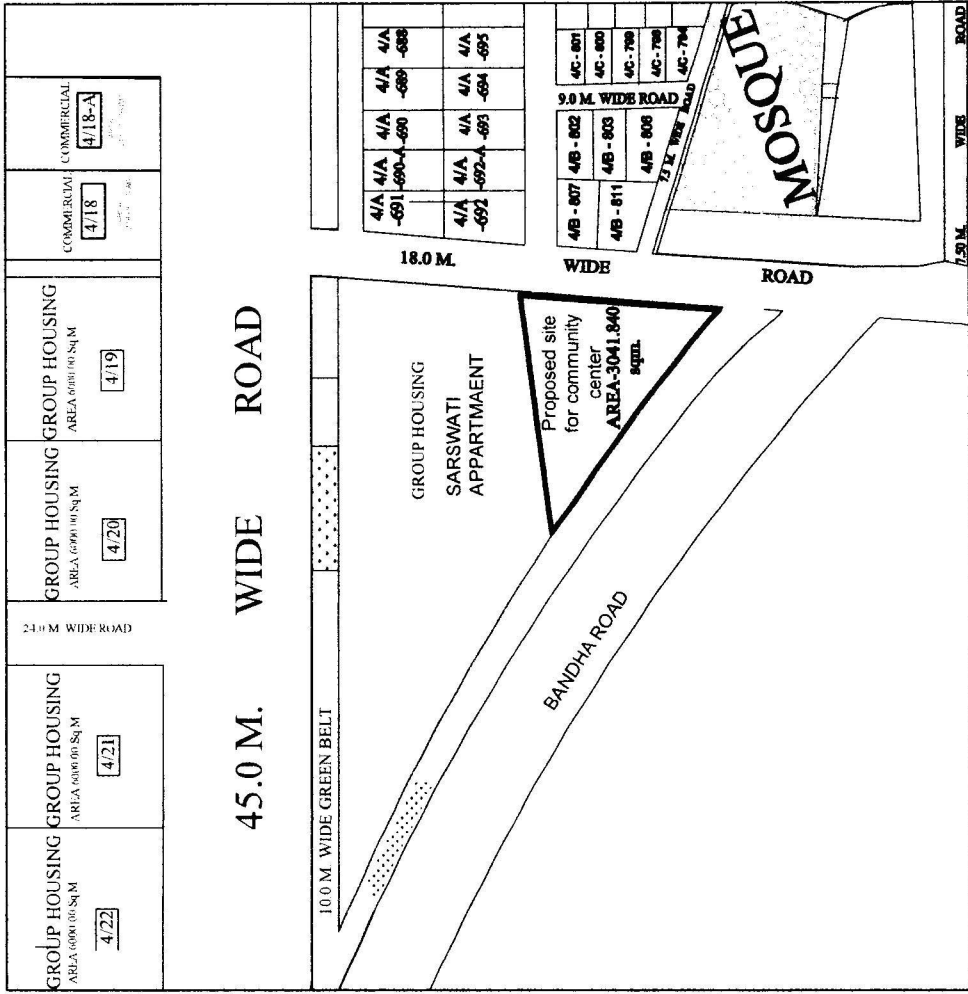 GROUP HOUSING
AREA 6000.00 Sq.M
4/22
GROUP HOUSING
AREA 6000.00 Sq.M
4/21
24.0 M. WIDE ROAD
GROUP HOUSING
AREA 6000.00 Sq.M
4/20
GROUP HOUSING
AREA 6000.00 Sq.M
4/19
COMMERCIAL
4/18
COMMERCIAL
4/18-A
45.0 M. WIDE ROAD
10.0 M. WIDE GREEN BELT
GROUP HOUSING
SARSWATI
APPARTMAENT
Proposed site
for community
center
AREA-3041.840
sqm.
BANDHA ROAD
18.0 M. WIDE ROAD
4/A
-691
4/A
-690-A
4/A
-690
4/A
-689
4/A
-688
4/A
-692
4/A
-692-A
4/A
-693
4/A
-694
4/A
-695
4/B - 807
4/B - 811
4/B - 802
4/B - 803
4/B - 806
9.0 M. WIDE ROAD
4/C - 801
4/C - 800
4/C - 799
4/C - 798
4/C - 794
7.5 M. WIDE ROAD
MOSQUE
7.50 M. WIDE ROAD